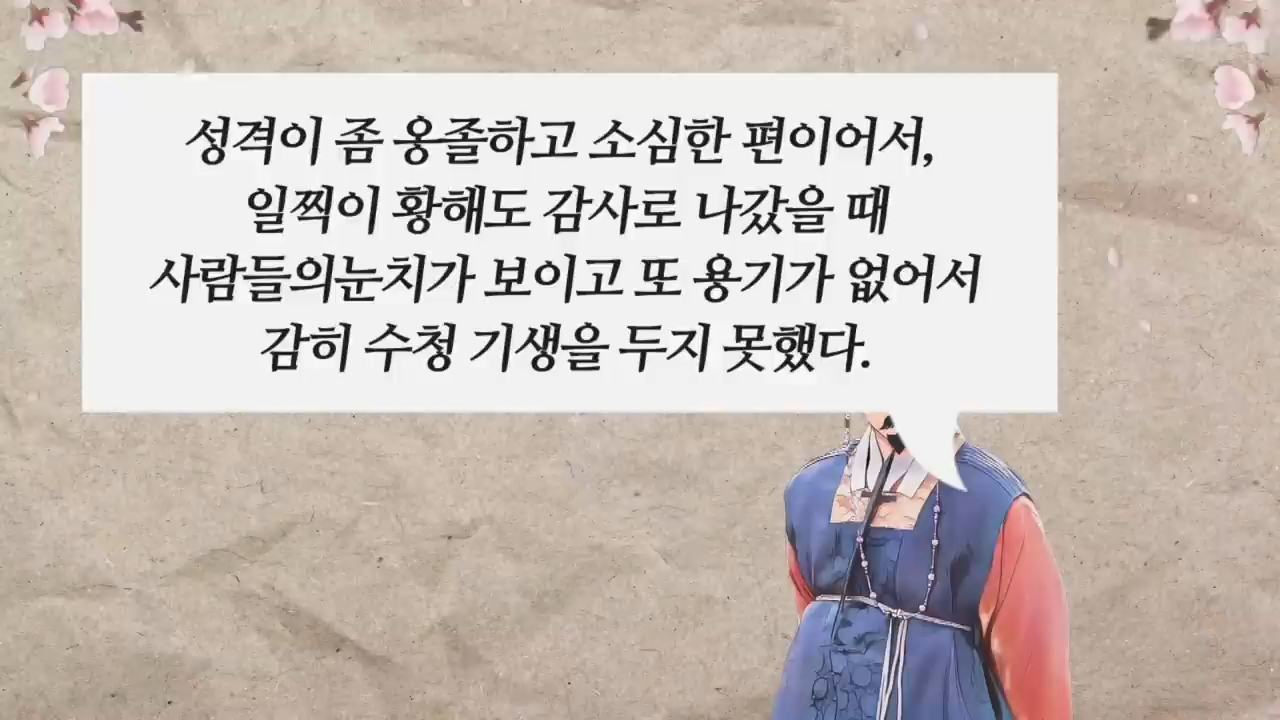 성격이 좀 옹졸하고 소심한 편이어서,
일찍이 황해도 감사로 나갔을 때
사람들의눈치가 보이고 또 용기가 없어서
감히 수청 기생을 두지 못했다.